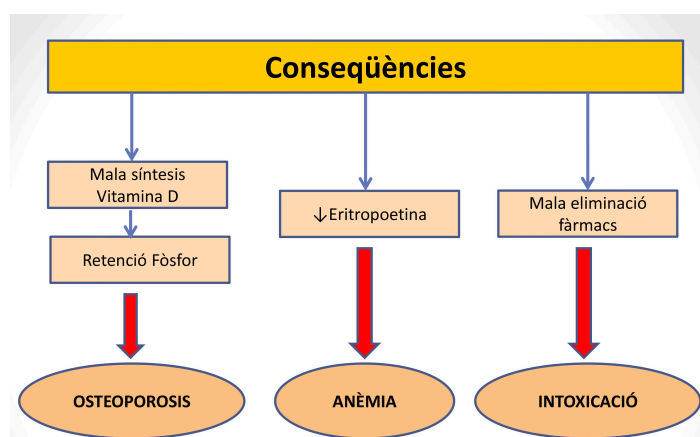 Conseqüències
Mala síntesis
Vitamina D
Retenció Fòsfor
OSTEOPOROSIS
↓Eritropoetina
ANÈMIA
Mala eliminació
fàrmacs
INTOXICACIÓ